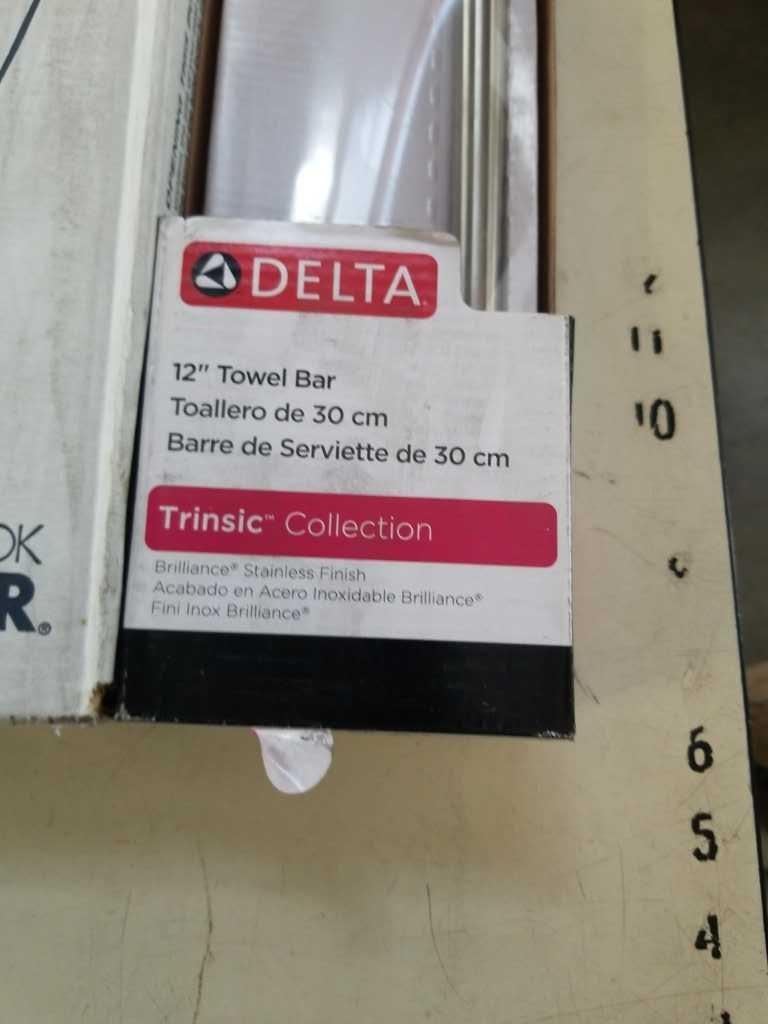 DELTA
12" Towel Bar
Toallero de 30 cm
Barre de Serviette de 30 cm
Trinsic™ Collection
Brilliance® Stainless Finish
Acabado en Acero Inoxidable Brilliance®
Fini Inox Brilliance®
OK
R®
11
10
6
5
4